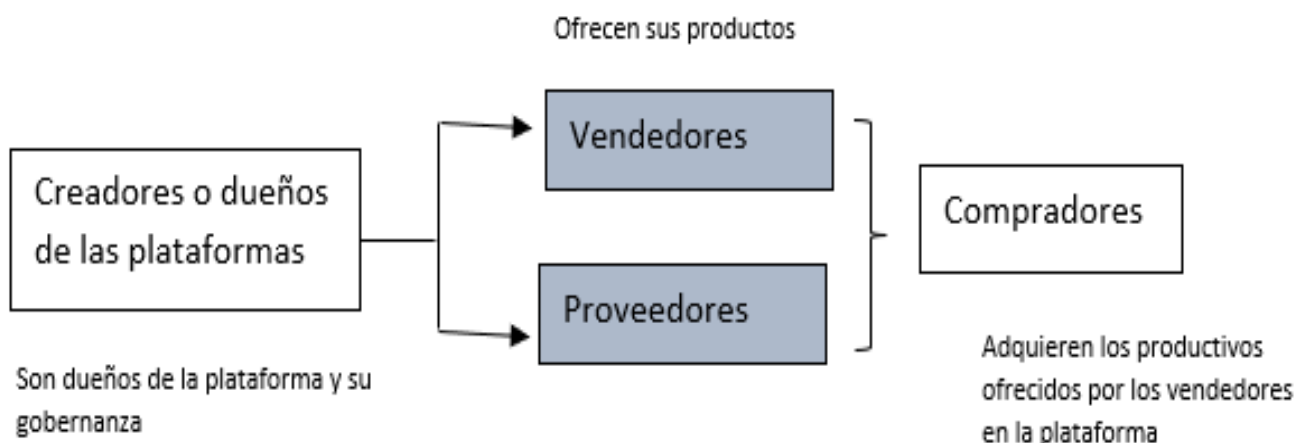 Ofrecen sus productos
Vendedores
Creadores o dueños
de las plataformas
Compradores
Proveedores
Son dueños de la plataforma y su
gobernanza
Adquieren los productivos
ofrecidos por los vendedores
en la plataforma